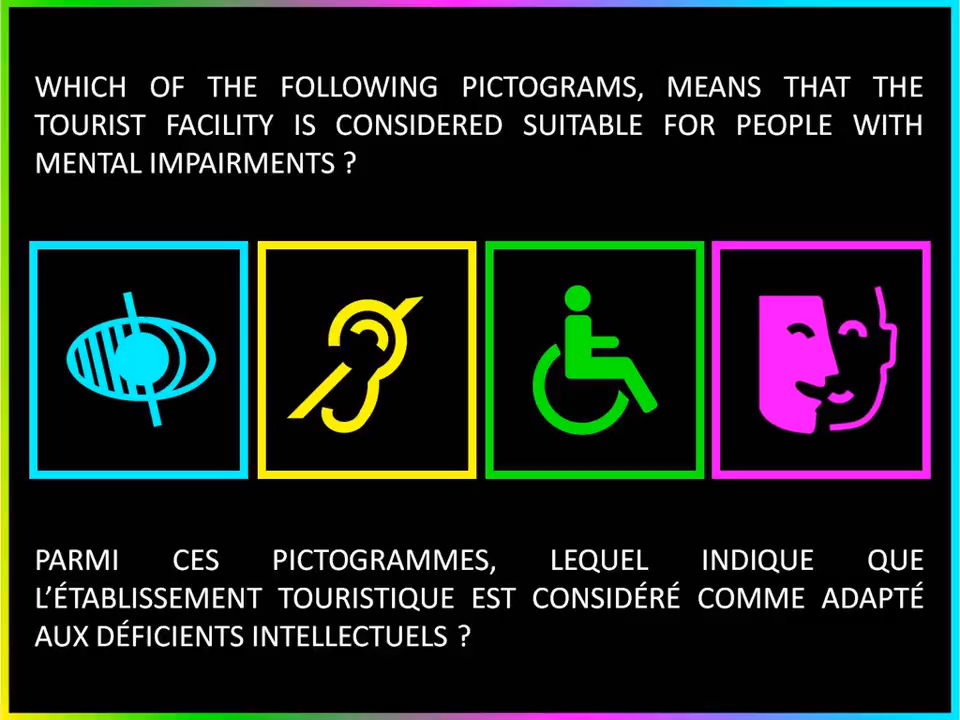 WHICH OF THE FOLLOWING PICTOGRAMS, MEANS THAT THE
TOURIST FACILITY IS CONSIDERED SUITABLE FOR PEOPLE WITH
MENTAL IMPAIRMENTS ?
PARMI CES PICTOGRAMMES, LEQUEL INDIQUE QUE
L’ÉTABLISSEMENT TOURISTIQUE EST CONSIDÉRÉ COMME ADAPTÉ
AUX DÉFICIENTS INTELLECTUELS ?